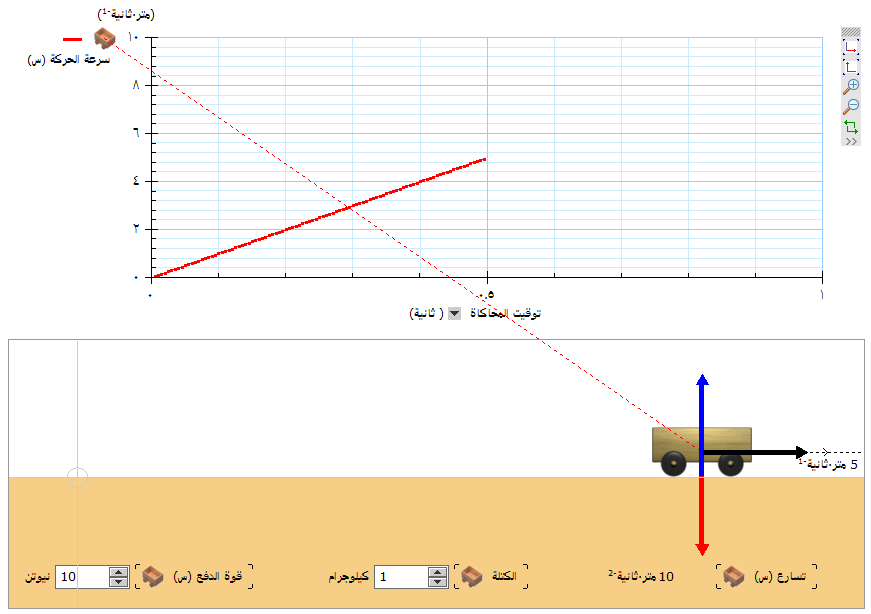 (متر.ثانية-¹)
سرعة الحركة (س)
١٠
٨
٦
٤
٢
٠
٠
٠.٥
١
توقيت المحاكاة ( ثانية)
5 متر.ثانية-¹
تسارع (س) 10 متر.ثانية-²
الكتلة 1 كيلوجرام
قوة الدفع (س) 10 نيوتن